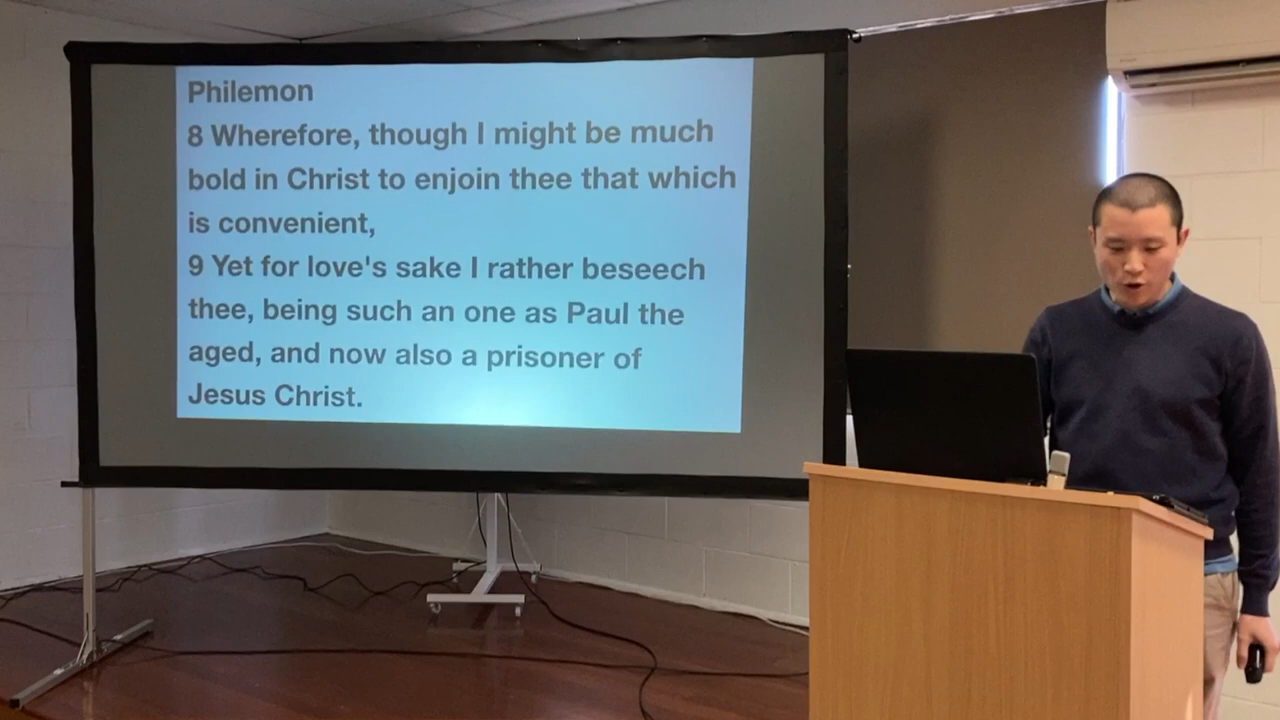 Philemon
8 Wherefore, though I might be much
bold in Christ to enjoin thee that which
is convenient,
9 Yet for love's sake I rather beseech
thee, being such an one as Paul the
aged, and now also a prisoner of
Jesus Christ.